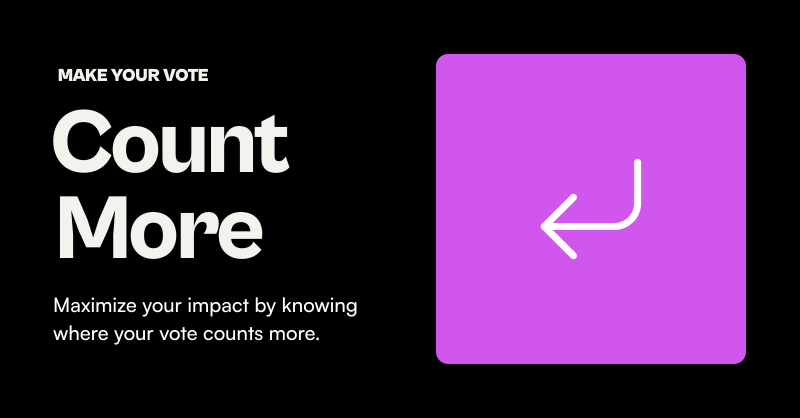 MAKE YOUR VOTE
Count
More
Maximize your impact by knowing
where your vote counts more.